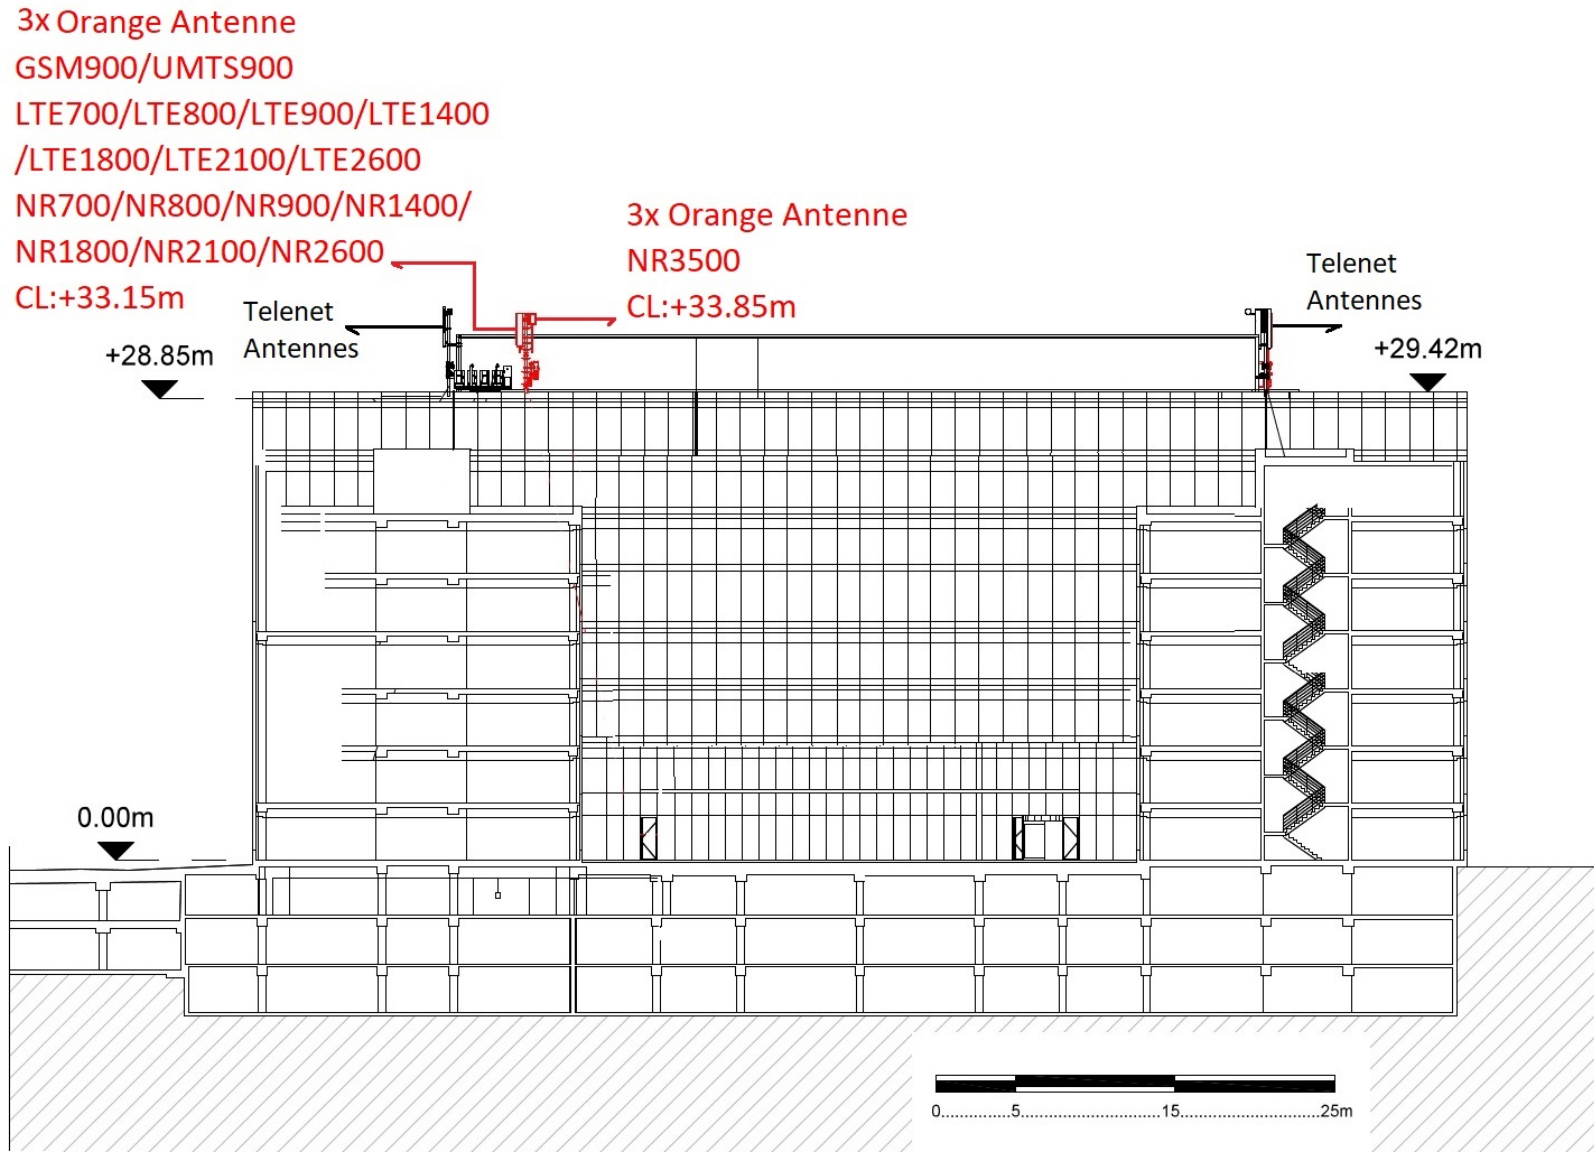 3x Orange Antenne
GSM900/UMTS900
LTE700/LTE800/LTE900/LTE1400
/LTE1800/LTE2100/LTE2600
NR700/NR800/NR900/NR1400/
NR1800/NR2100/NR2600
CL:+33.15m
3x Orange Antenne
NR3500
CL:+33.85m
Telenet
Antennes
Telenet
Antennes
+28.85m
+29.42m
0.00m
0.............5.......................15.......................25m